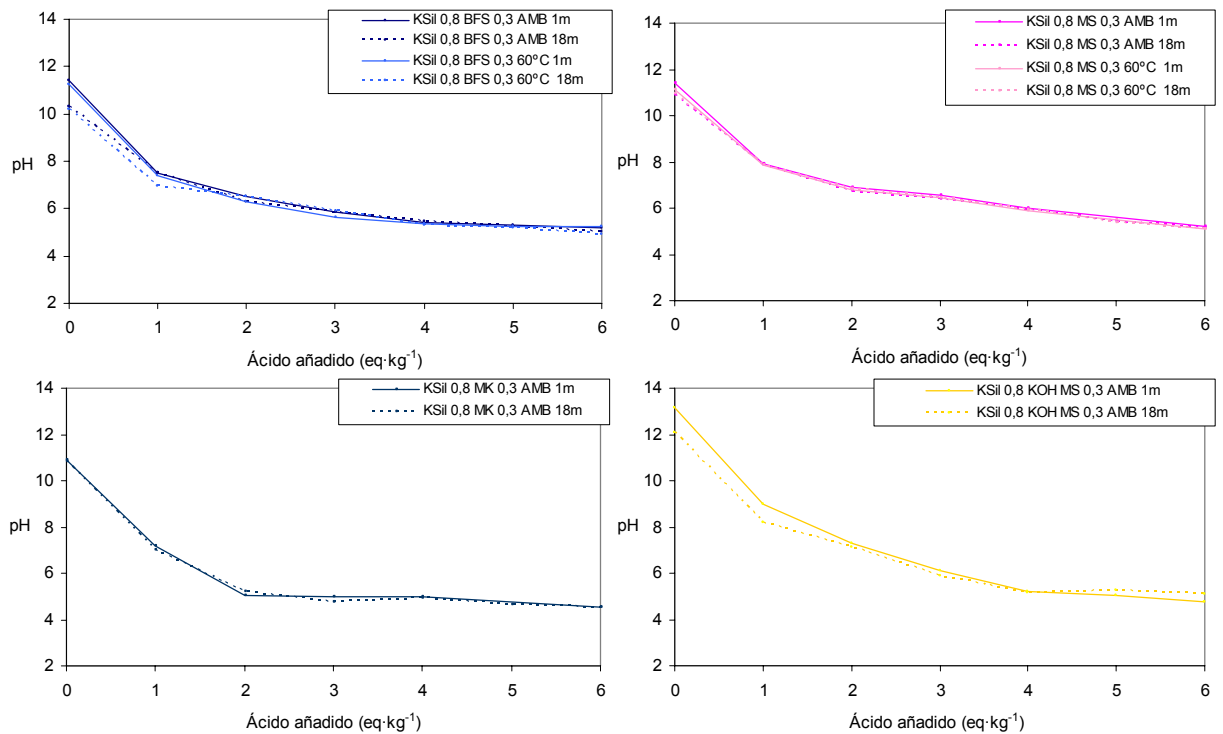 14
12
10
8
pH
6
4
2
0 1 2 3 4 5 6
Ácido añadido (eq·kg⁻¹)
KSil 0,8 BFS 0,3 AMB 1m
KSil 0,8 BFS 0,3 AMB 18m
KSil 0,8 BFS 0,3 60ºC 1m
KSil 0,8 BFS 0,3 60ºC 18m
14
12
10
8
pH
6
4
2
0 1 2 3 4 5 6
Ácido añadido (eq·kg⁻¹)
KSil 0,8 MS 0,3 AMB 1m
KSil 0,8 MS 0,3 AMB 18m
KSil 0,8 MS 0,3 60ºC 1m
KSil 0,8 MS 0,3 60ºC 18m
14
12
10
8
pH
6
4
2
0 1 2 3 4 5 6
Ácido añadido (eq·kg⁻¹)
KSil 0,8 MK 0,3 AMB 1m
KSil 0,8 MK 0,3 AMB 18m
14
12
10
8
pH
6
4
2
0 1 2 3 4 5 6
Ácido añadido (eq·kg⁻¹)
KSil 0,8 KOH MS 0,3 AMB 1m
KSil 0,8 KOH MS 0,3 AMB 18m